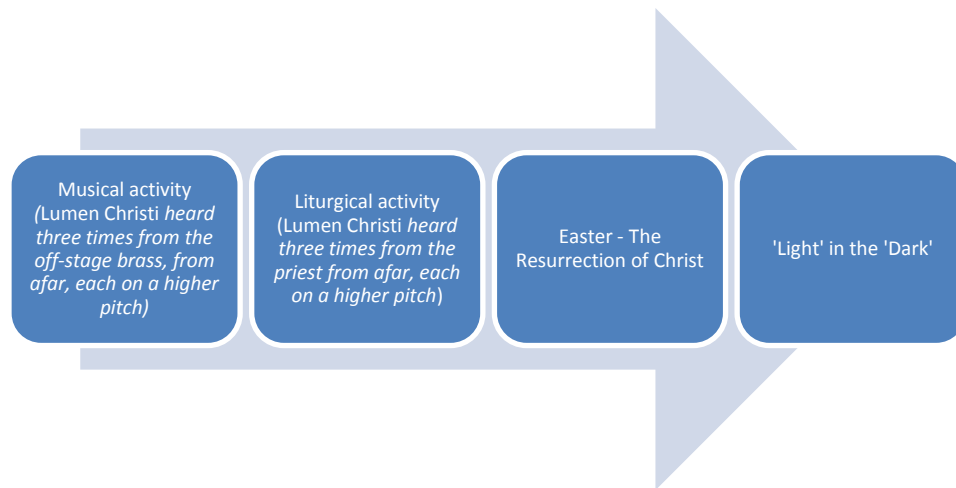 Musical activity
(Lumen Christi heard
three times from the
off-stage brass, from
afar, each on a higher
pitch)
Liturgical activity
(Lumen Christi heard
three times from the
priest from afar, each
on a higher pitch)
Easter - The
Resurrection of Christ
'Light' in the 'Dark'